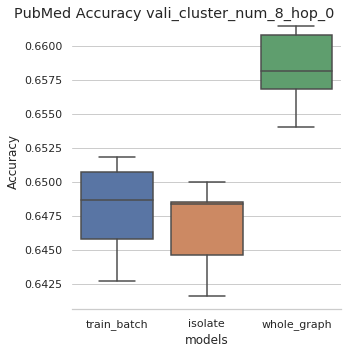 PubMed Accuracy vali_cluster_num_8_hop_0
0.6600
0.6575
0.6550
0.6525
0.6500
0.6475
0.6450
0.6425
Accuracy
train_batch isolate whole_graph
models